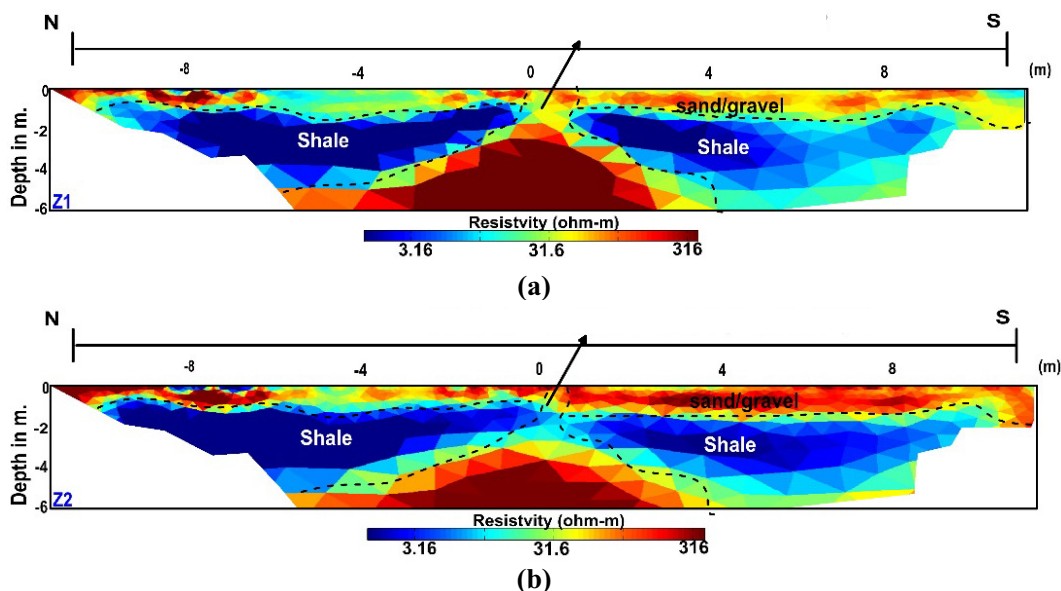 N S
-8 -4 0 4 8 (m)
0
sand/gravel
-2
Shale Shale
-4
-6
Depth in m.
Z1
Resistvity (ohm-m)
3.16 31.6 316
(a)
N S
-8 -4 0 4 8 (m)
0
sand/gravel
-2
Shale Shale
-4
-6
Depth in m.
Z2
Resistvity (ohm-m)
3.16 31.6 316
(b)